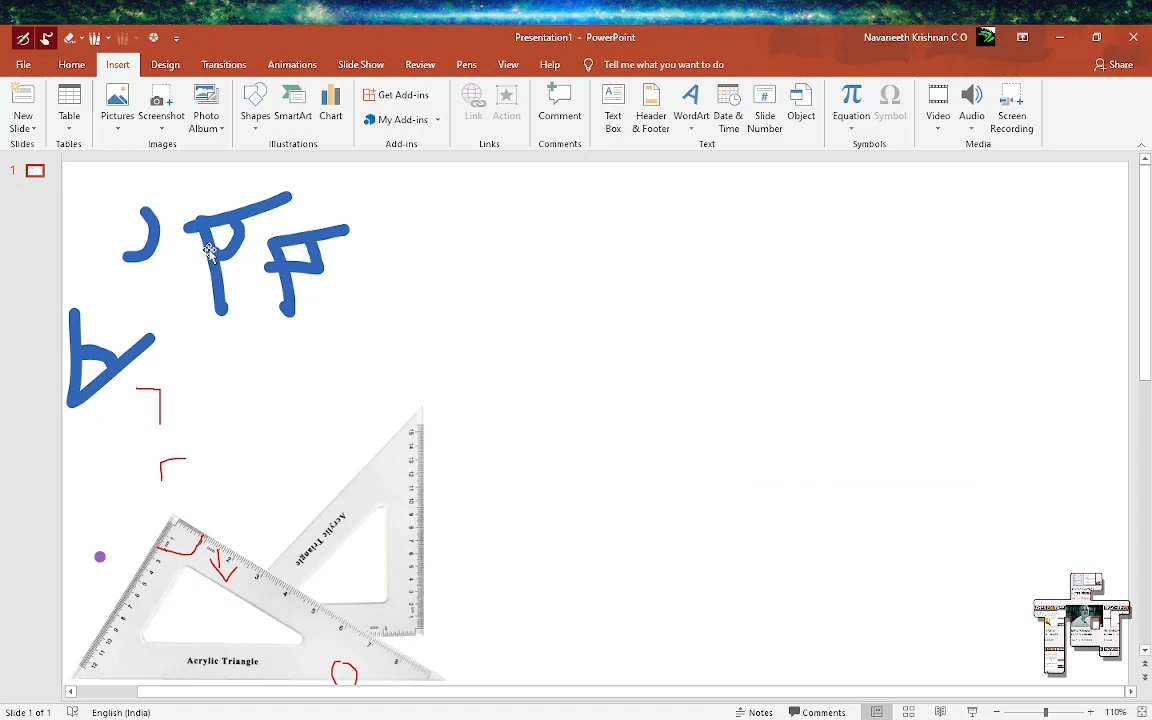 Presentation1 - PowerPoint
Navaneeth Krishnan C O
File Home Insert Design Transitions Animations Slide Show Review Pens View Help Tell me what you want to do Share
New Slide Table Pictures Screenshot Photo Album Shapes SmartArt Chart Get Add-ins My Add-ins Link Action Comment Text Box Header & Footer WordArt Date & Time Slide Number Object Equation Symbol Video Audio Screen Recording
Slides Tables Images Illustrations Add-ins Links Comments Text Symbols Media
1
Acrylic Triangle
Acrylic Triangle
Slide 1 of 1 English (India) Notes Comments 110%